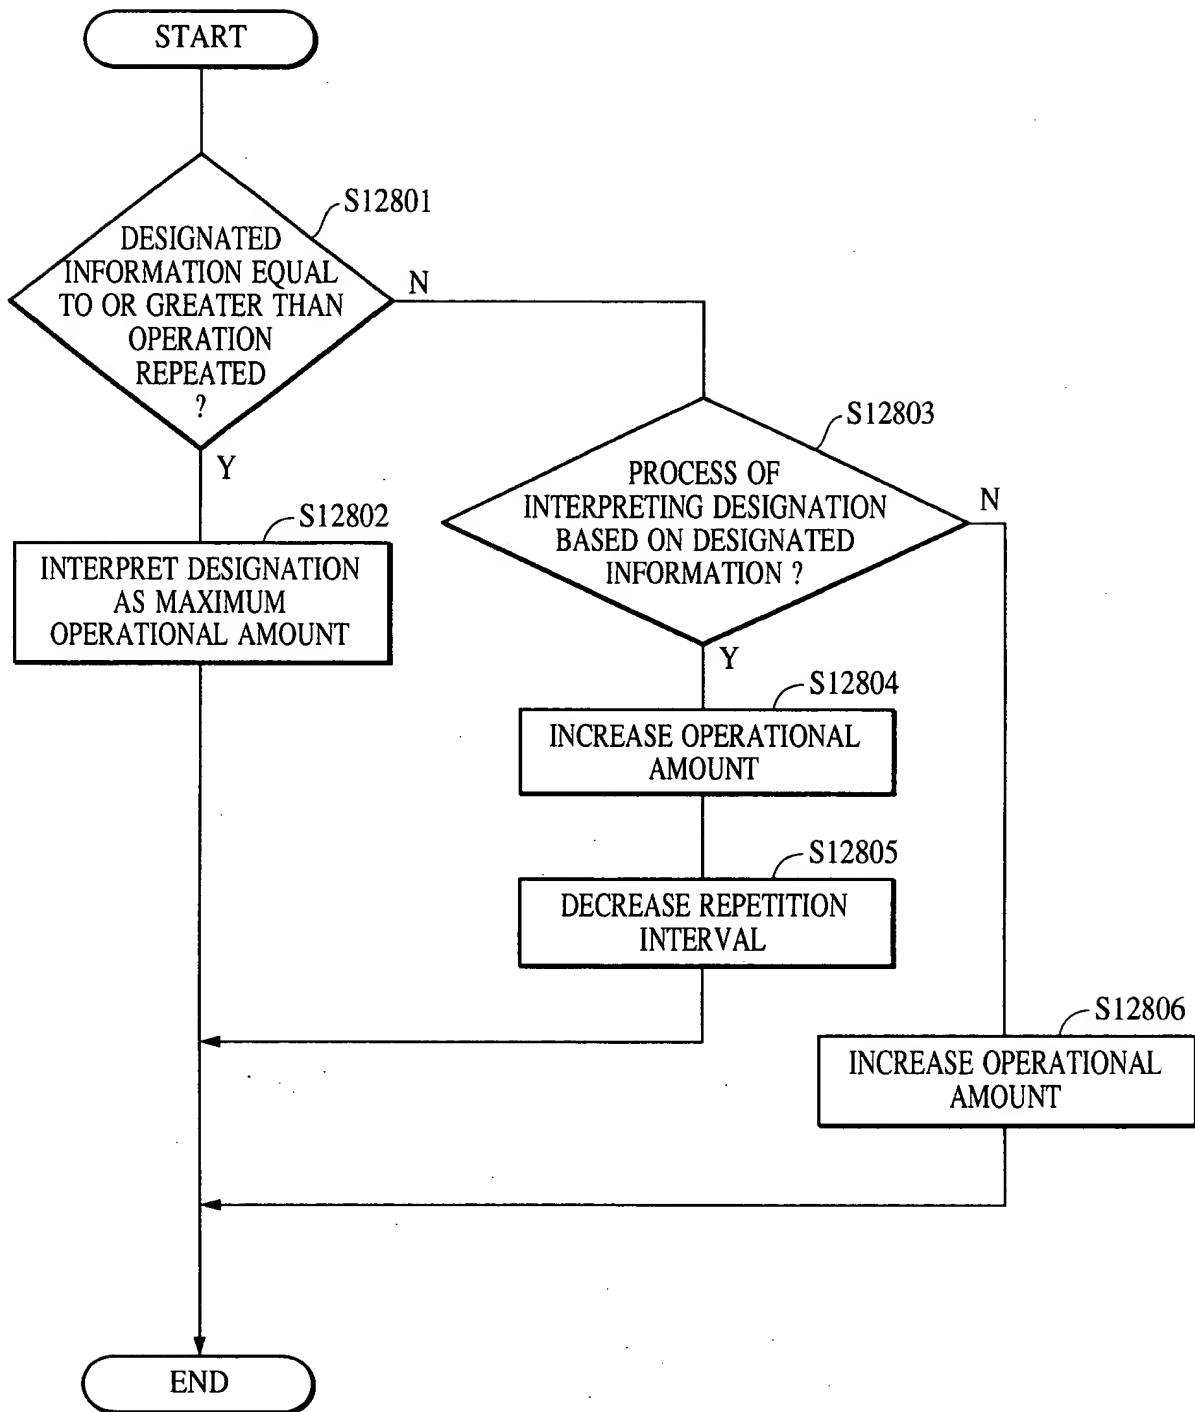 START
S12801
DESIGNATED
INFORMATION EQUAL
TO OR GREATER THAN
OPERATION
REPEATED
?
N
Y
S12802
INTERPRET DESIGNATION
AS MAXIMUM
OPERATIONAL AMOUNT
S12803
PROCESS OF
INTERPRETING DESIGNATION
BASED ON DESIGNATED
INFORMATION ?
N
Y
S12804
INCREASE OPERATIONAL
AMOUNT
S12805
DECREASE REPETITION
INTERVAL
S12806
INCREASE OPERATIONAL
AMOUNT
END